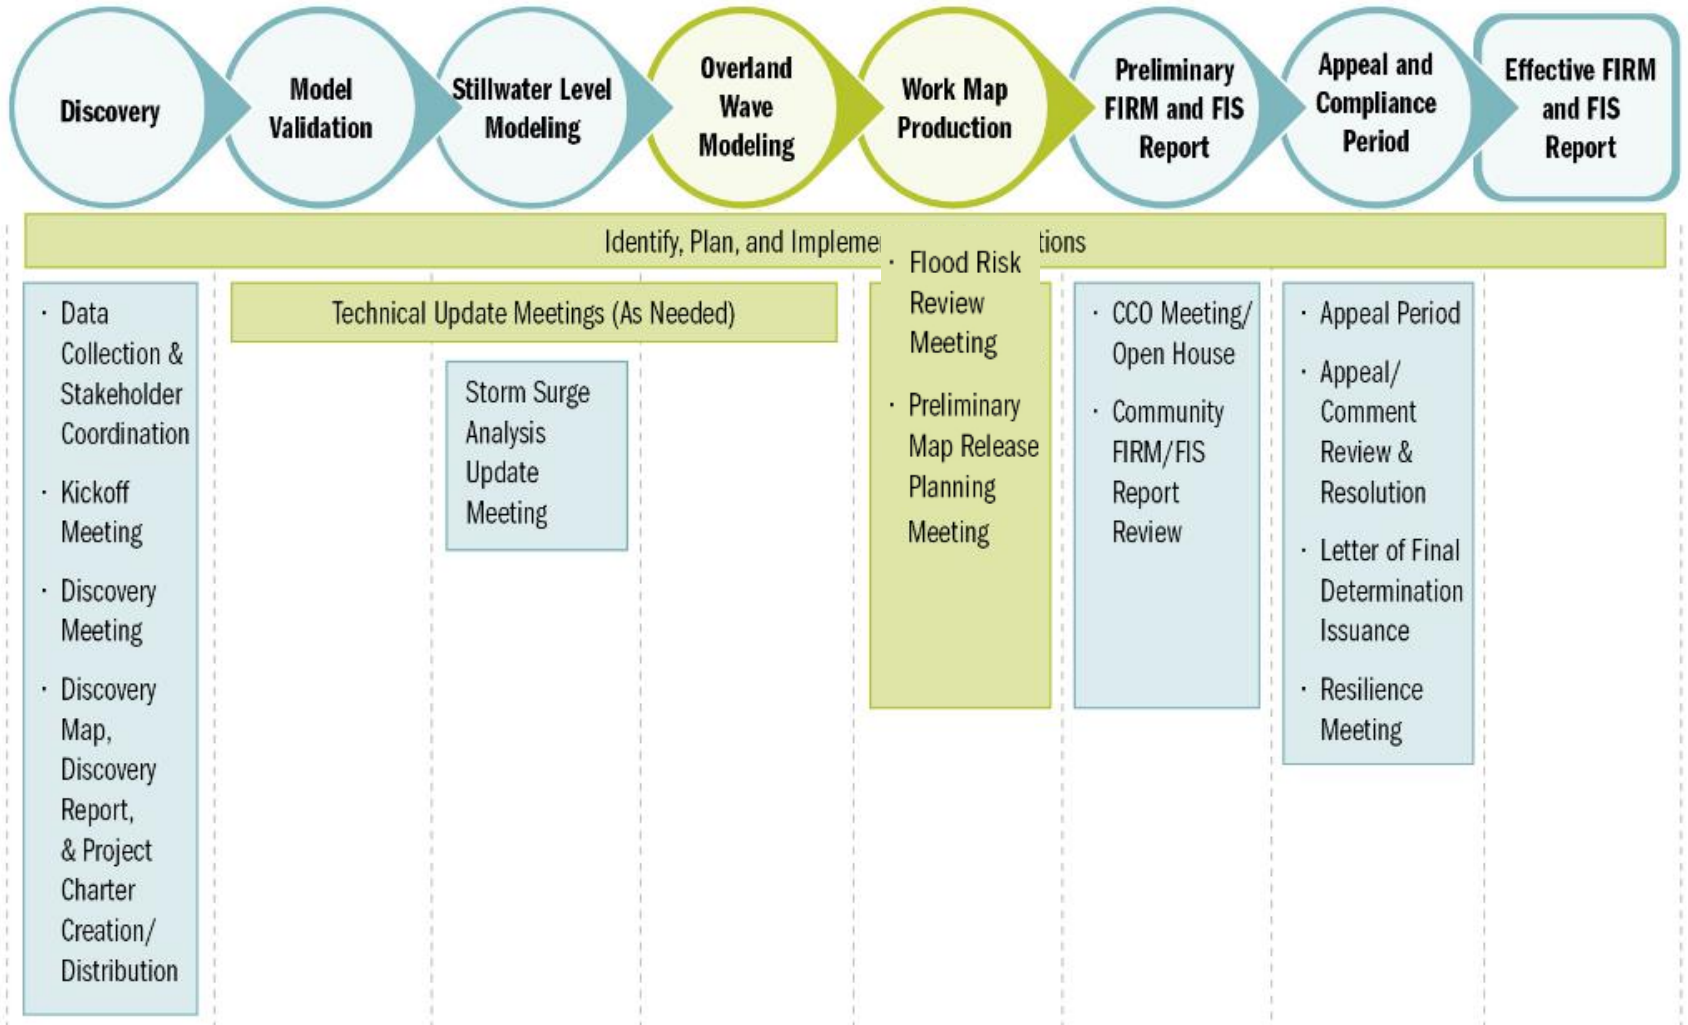 Discovery
Model
Validation
Stillwater Level
Modeling
Overland
Wave
Modeling
Work Map
Production
Preliminary
FIRM and FIS
Report
Appeal and
Compliance
Period
Effective FIRM
and FIS
Report
Identify, Plan, and
· Data
Collection &
Stakeholder
Coordination
· Kickoff
Meeting
· Discovery
Meeting
· Discovery
Map,
Discovery
Report,
& Project
Charter
Creation/
Distribution
Technical Update Meetings (As Needed)
Storm Surge
Analysis
Update
Meeting
· Flood Risk
Review
Meeting
· Preliminary
Map Release
Planning
Meeting
· CCO Meeting/
Open House
· Community
FIRM/FIS
Report
Review
· Appeal Period
· Appeal/
Comment
Review &
Resolution
· Letter of Final
Determination
Issuance
· Resilience
Meeting